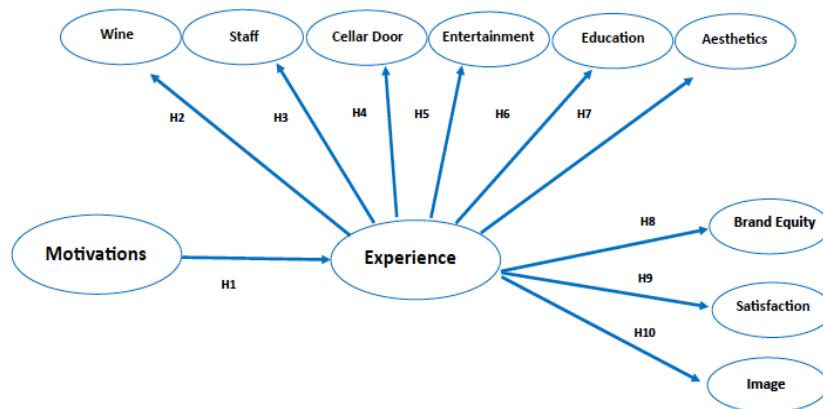 Wine
Staff
Cellar Door
Entertainment
Education
Aesthetics
H2
H3
H4
H5
H6
H7
Motivations
H1
Experience
H8
Brand Equity
H9
Satisfaction
H10
Image